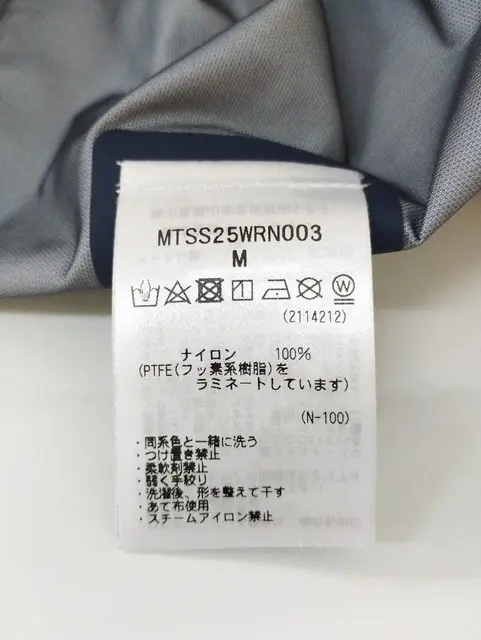 MTSS25WRN003
M
W
(2114212)
ナイロン 100%
(PTFE(フッ素系樹脂)を
ラミネートしています)
(N-100)
・同系色と一緒に洗う
・つけ置き禁止
・柔軟剤禁止
・弱く手絞り
・洗濯後、形を整えて干す
・あて布使用
・スチームアイロン禁止